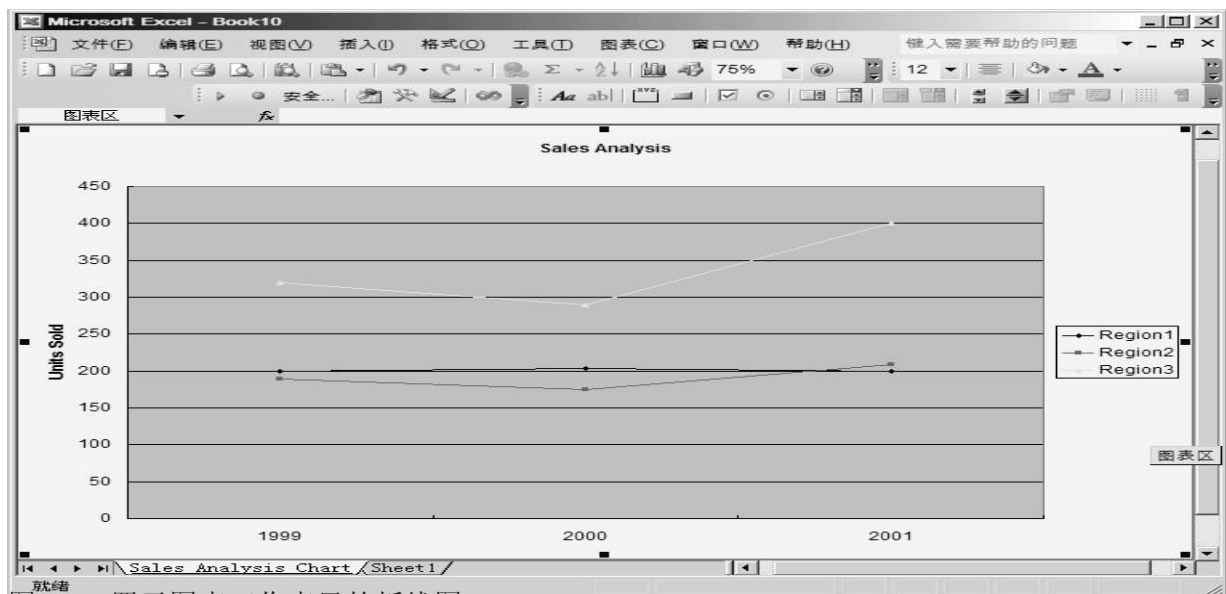 Microsoft Excel - Book10
文件(F) 编辑(E) 视图(V) 插入(I) 格式(O) 工具(T) 图表(C) 窗口(W) 帮助(H) 键入需要帮助的问题
75% 12
安全...
图表区 fx
Sales Analysis
450
400
350
300
250
200
150
100
50
0
Units Sold
1999 2000 2001
Region1
Region2
Region3
图表区
Sales Analysis Chart Sheet1
就绪